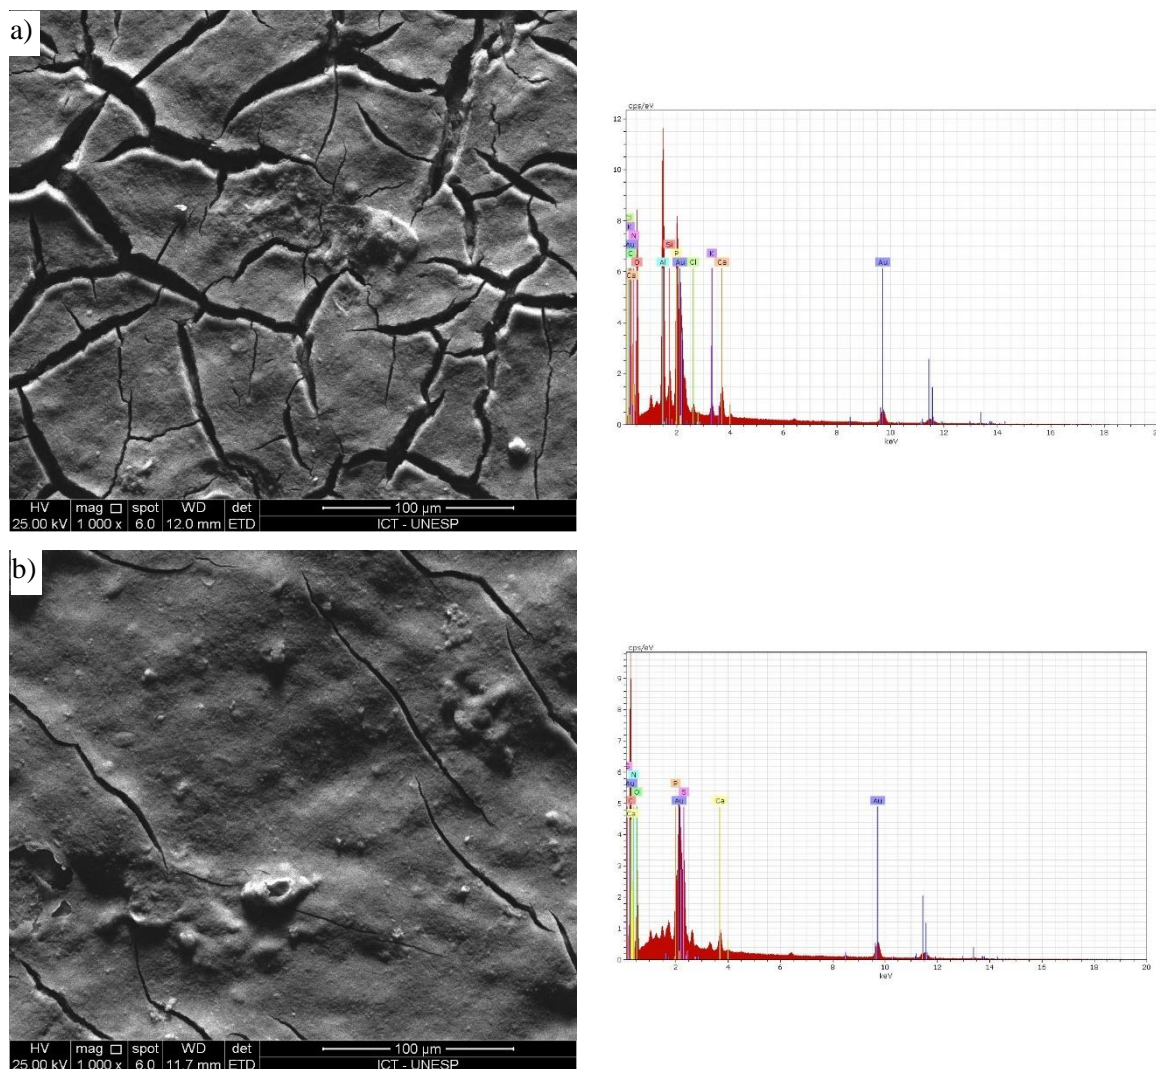 a)
HV mag □ spot WD det
25.00 kV 1 000 x 6.0 12.0 mm ETD
100 µm
ICT - UNESP
cps/eV
12
10
8
6
4
2
0
K
N
Au
C
O
Ca
Al
Si
P
Au
Cl
K
Ca
Au
2 4 6 8 10 12 14 16 18 2
keV
b)
HV mag □ spot WD det
25.00 kV 1 000 x 6.0 11.7 mm ETD
100 µm
ICT - UNESP
cps/eV
9
8
7
6
5
4
3
2
1
0
N
Au
O
C
Ca
P
Au
S
Ca
Au
2 4 6 8 10 12 14 16 18 20
keV